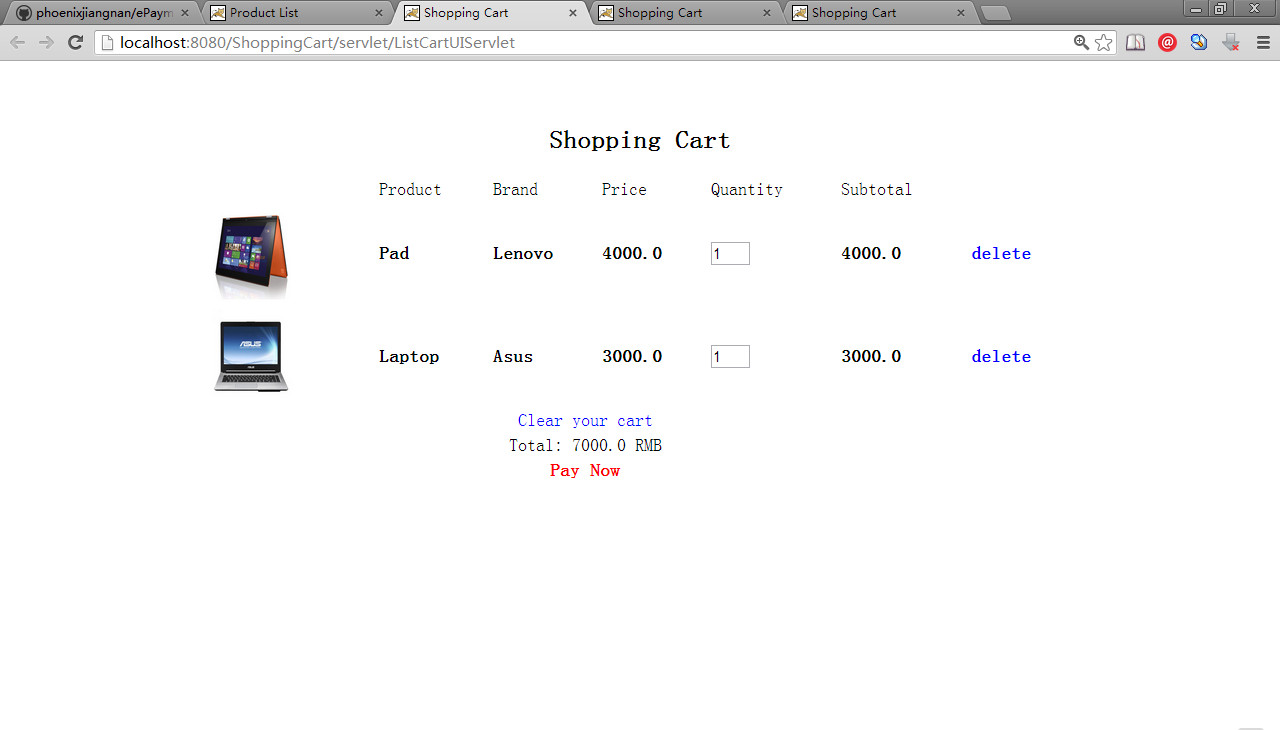 phoenixjiangnan/ePaym Product List Shopping Cart Shopping Cart Shopping Cart
localhost:8080/ShoppingCart/servlet/ListCartUIServlet
Shopping Cart
Product Brand Price Quantity Subtotal
Pad Lenovo 4000.0 1 4000.0 delete
ASUS
Laptop Asus 3000.0 1 3000.0 delete
Clear your cart
Total: 7000.0 RMB
Pay Now